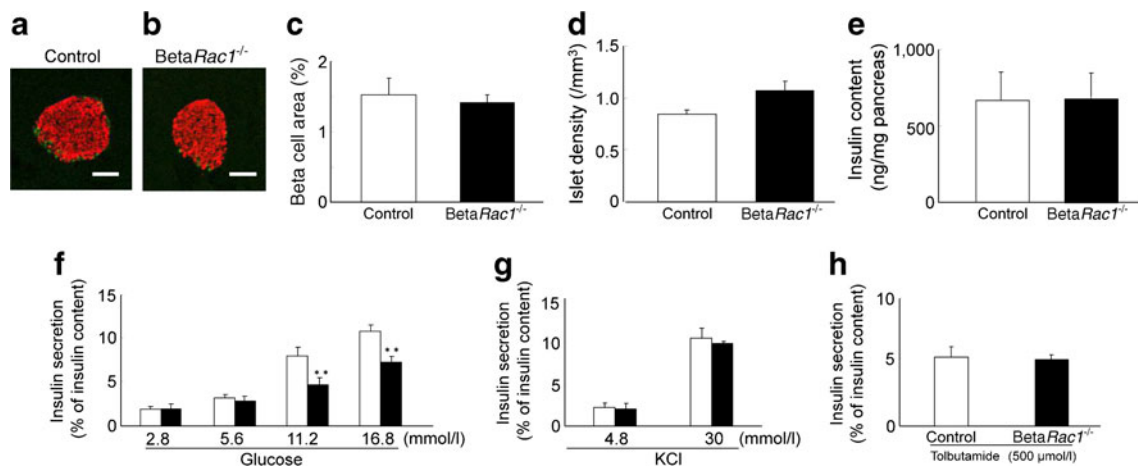 a
Control
b
BetaRac1-/-
c
Beta cell area (%)
2
1
0
Control
BetaRac1-/-
d
Islet density (/mm³)
1.5
1.0
0.5
0
Control
BetaRac1-/-
e
Insulin content
(ng/mg pancreas)
1,000
500
0
Control
BetaRac1-/-
f
Insulin secretion
(% of insulin content)
15
10
5
0
**
**
2.8 5.6 11.2 16.8 (mmol/l)
Glucose
g
Insulin secretion
(% of insulin content)
15
10
5
0
4.8 30 (mmol/l)
KCl
h
Insulin secretion
(% of insulin content)
10
5
0
Control
BetaRac1-/-
Tolbutamide (500 µmol/l)